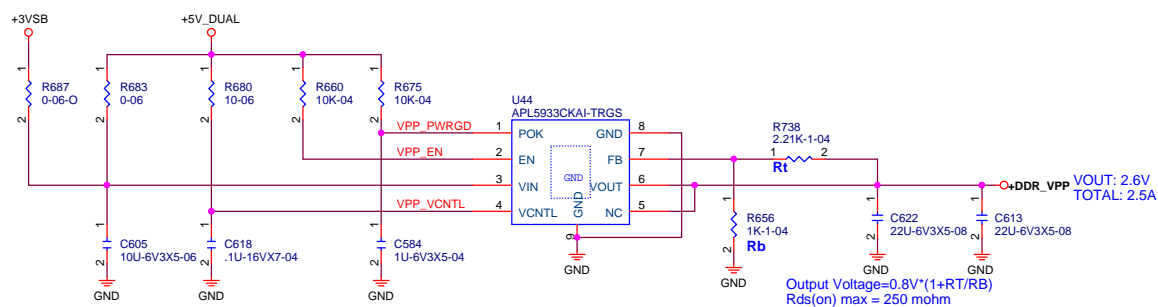 +3VSB
+5V_DUAL
1
R687
0-06-O
2
1
R683
0-06
2
1
R680
10-06
2
1
R660
10K-04
2
1
R675
10K-04
2
U44
APL5933CKAI-TRGS
VPP_PWRGD 1 POK GND 8
VPP_EN 2 EN FB 7
3 VIN GND VOUT 6
VPP_VCNTL 4 VCNTL GND NC 5
9
GND
R738
2.21K-1-04
1 2
Rt
1
R656
1K-1-04
2
Rb
GND
+DDR_VPP
VOUT: 2.6V
TOTAL: 2.5A
1
C605
10U-6V3X5-06
2
GND
1
C618
.1U-16VX7-04
2
GND
1
C584
1U-6V3X5-04
2
GND
1
C622
22U-6V3X5-08
2
GND
1
C613
22U-6V3X5-08
2
GND
Output Voltage=0.8V*(1+RT/RB)
Rds(on) max = 250 mohm